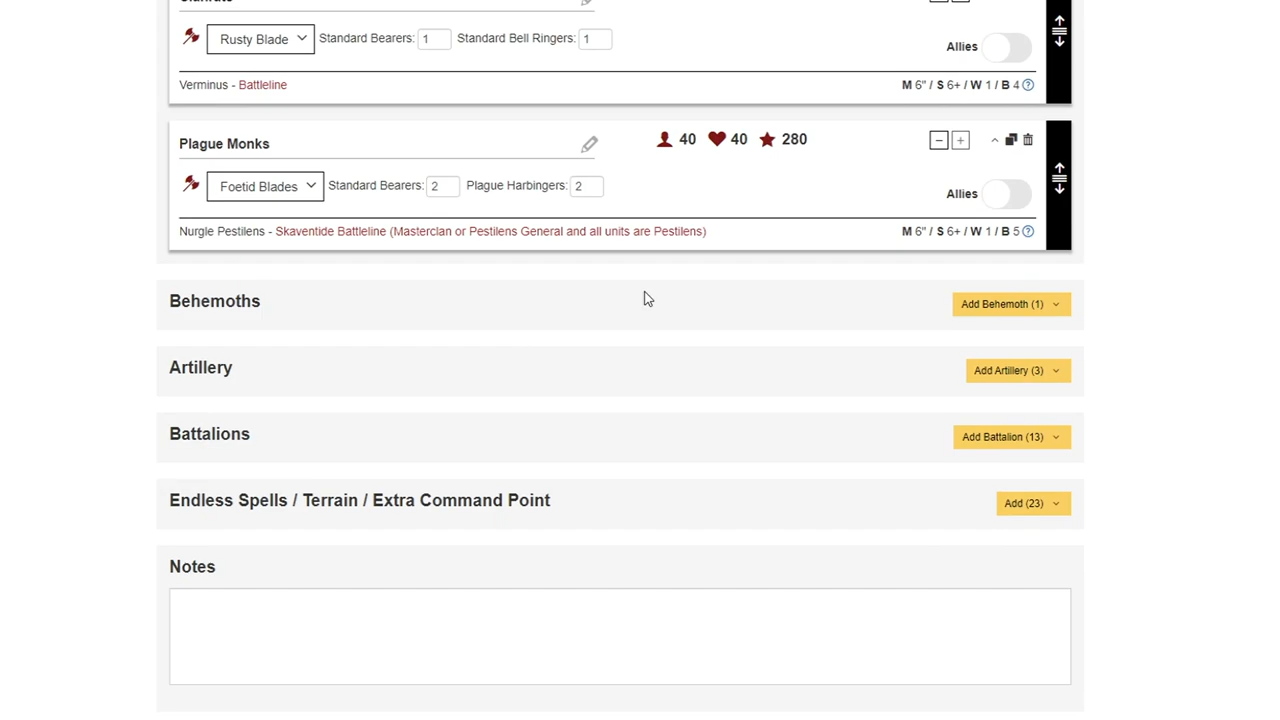 Rusty Blade Standard Bearers: 1 Standard Bell Ringers: 1
Allies
Verminus - Battleline M 6" / S 6+ / W 1 / B 4 ?
Plague Monks 40 40 280
Foetid Blades Standard Bearers: 2 Plague Harbingers: 2
Allies
Nurgle Pestilens - Skaventide Battleline (Masterclan or Pestilens General and all units are Pestilens) M 6" / S 6+ / W 1 / B 5 ?
Behemoths Add Behemoth (1)
Artillery Add Artillery (3)
Battalions Add Battalion (13)
Endless Spells / Terrain / Extra Command Point Add (23)
Notes